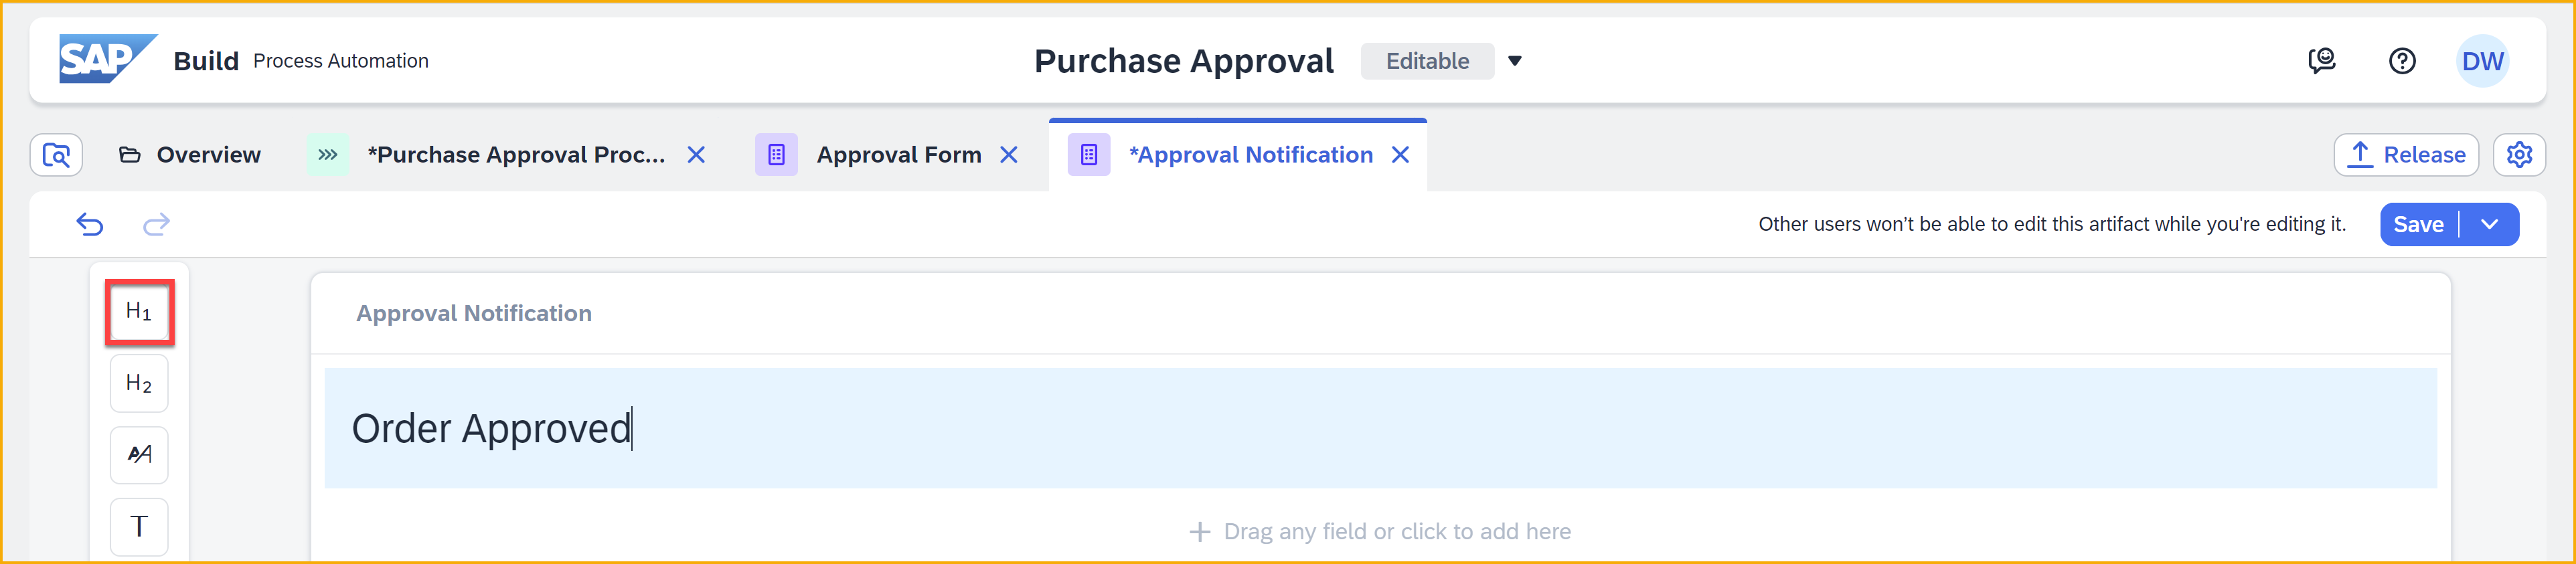 SAP Build Process Automation
Purchase Approval Editable
DW
Overview
*Purchase Approval Proc...
Approval Form
*Approval Notification
Release
Other users won’t be able to edit this artifact while you're editing it.
Save
H1
H2
AA
T
Approval Notification
Order Approved
+ Drag any field or click to add here